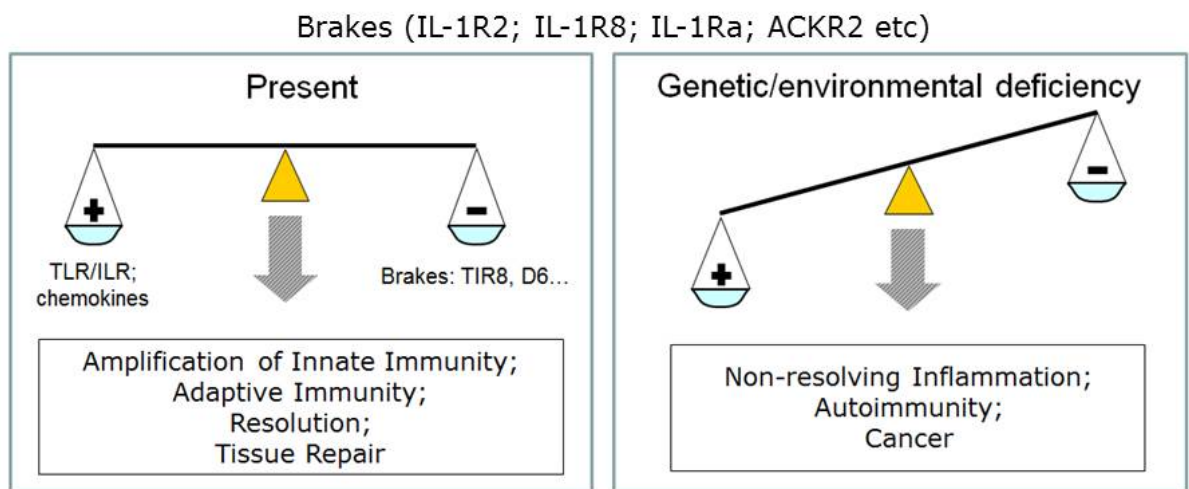 Brakes (IL-1R2; IL-1R8; IL-1Ra; ACKR2 etc)
Present
+
-
TLR/ILR;
chemokines
Brakes: TIR8, D6...
Amplification of Innate Immunity;
Adaptive Immunity;
Resolution;
Tissue Repair
Genetic/environmental deficiency
-
+
Non-resolving Inflammation;
Autoimmunity;
Cancer